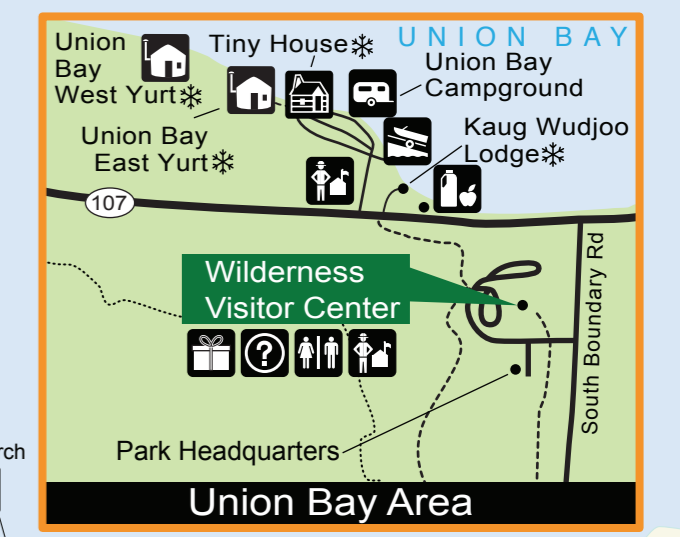 UNION BAY
Union
Bay
West Yurt❄
Tiny House❄
Union Bay
Campground
Union Bay
East Yurt❄
Kaug Wudjoo
Lodge❄
107
Wilderness
Visitor Center
?
South Boundary Rd
Park Headquarters
rch
Union Bay Area